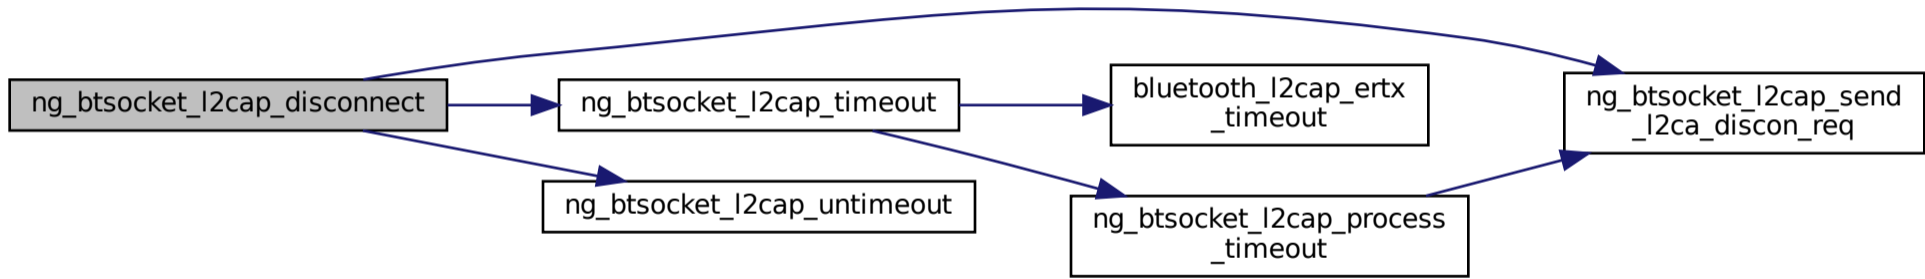 ng_btsocket_l2cap_disconnect
ng_btsocket_l2cap_timeout
bluetooth_l2cap_ertx
_timeout
ng_btsocket_l2cap_send
_l2ca_discon_req
ng_btsocket_l2cap_untimeout
ng_btsocket_l2cap_process
_timeout